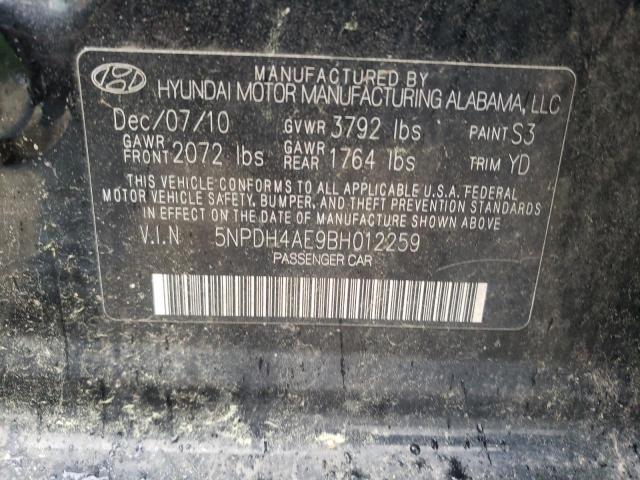 MANUFACTURED BY
HYUNDAI MOTOR MANUFACTURING ALABAMA, LLC
Dec/07/10 GVWR 3792 lbs PAINT S3
GAWR FRONT 2072 lbs GAWR REAR 1764 lbs TRIM YD
THIS VEHICLE CONFORMS TO ALL APPLICABLE U.S.A. FEDERAL
MOTOR VEHICLE SAFETY, BUMPER, AND THEFT PREVENTION
STANDARDS IN EFFECT ON THE DATE OF MANUFACTURE SHOWN ABOVE
V.I.N 5NPDH4AE9BH012259
PASSENGER CAR